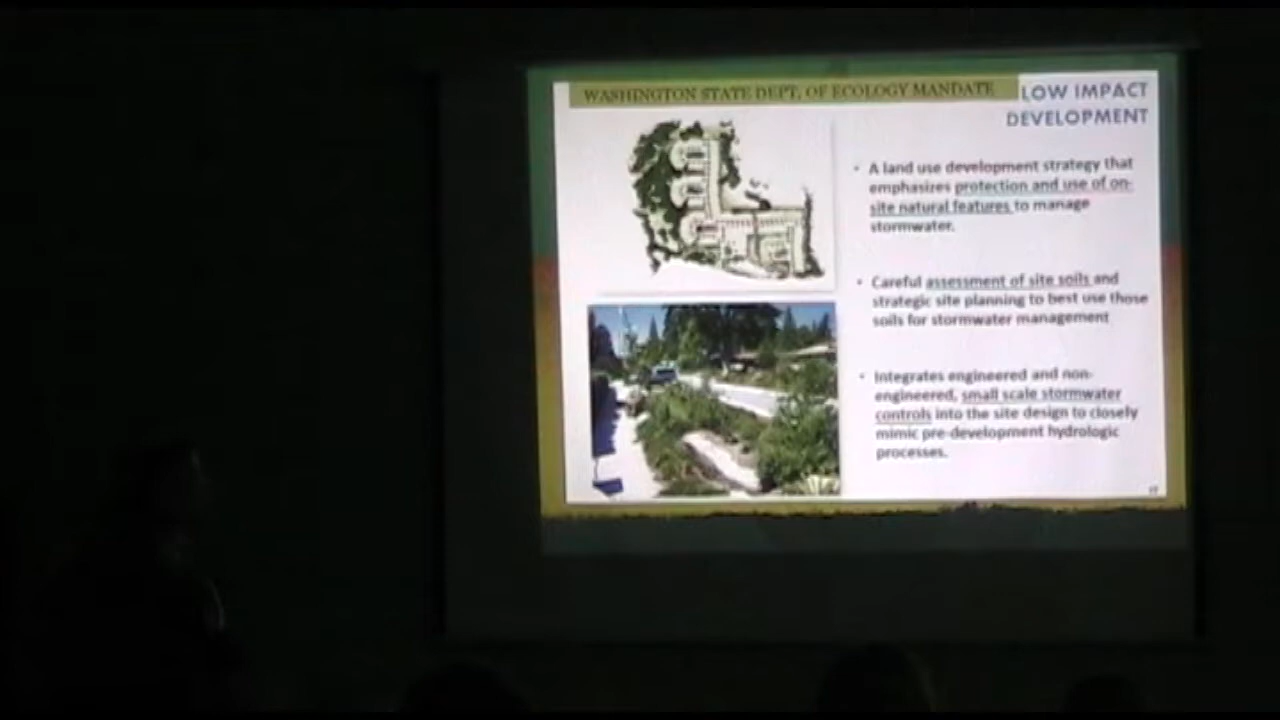 WASHINGTON STATE DEPT. OF ECOLOGY MANDATE
LOW IMPACT
DEVELOPMENT
• A land use development strategy that
emphasizes protection and use of on-
site natural features to manage
stormwater.
• Careful assessment of site soils and
strategic site planning to best use those
soils for stormwater management
• Integrates engineered and non-
engineered, small scale stormwater
controls into the site design to closely
mimic pre-development hydrologic
processes.